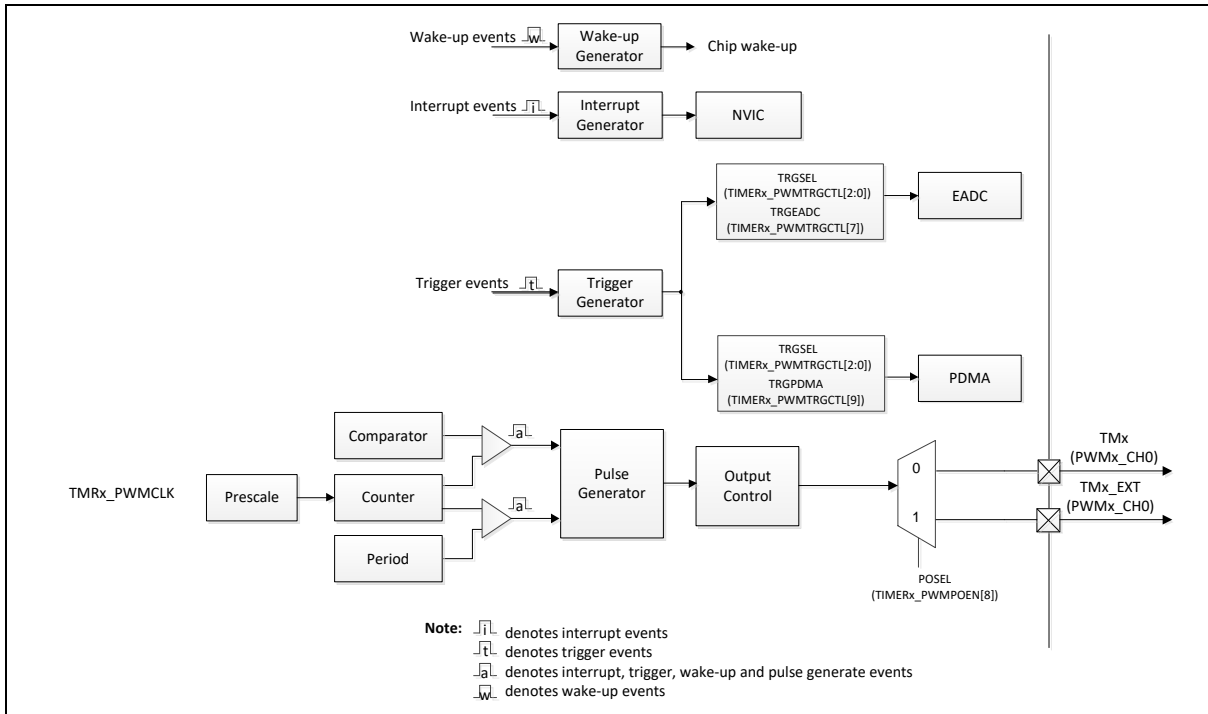 Wake-up events
w
Wake-up
Generator
Chip wake-up
Interrupt events
i
Interrupt
Generator
NVIC
TRGSEL
(TIMERx_PWMTRGCTL[2:0])
TRGEADC
(TIMERx_PWMTRGCTL[7])
EADC
Trigger events
t
Trigger
Generator
TRGSEL
(TIMERx_PWMTRGCTL[2:0])
TRGPDMA
(TIMERx_PWMTRGCTL[9])
PDMA
Comparator
a
TMRx_PWMCLK
Prescale
Counter
a
Period
Pulse
Generator
Output
Control
0
1
POSEL
(TIMERx_PWMPOEN[8])
TMx
(PWMx_CH0)
TMx_EXT
(PWMx_CH0)
Note: i denotes interrupt events
t denotes trigger events
a denotes interrupt, trigger, wake-up and pulse generate events
w denotes wake-up events